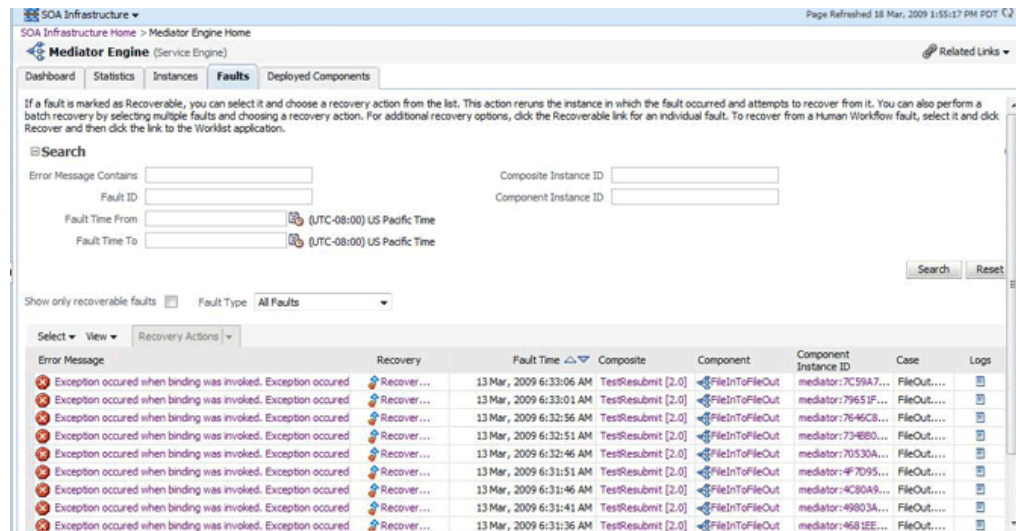 SOA Infrastructure
Page Refreshed 18 Mar, 2009 1:55:17 PM PDT
SOA Infrastructure Home > Mediator Engine Home
Mediator Engine (Service Engine)
Related Links
Dashboard Statistics Instances Faults Deployed Components
If a fault is marked as Recoverable, you can select it and choose a recovery action from the list. This action reruns the instance in which the fault occurred and attempts to recover from it. You can also perform a
batch recovery by selecting multiple faults and choosing a recovery action. For additional recovery options, click the Recoverable link for an individual fault. To recover from a Human Workflow fault, select it and click
Recover and then click the link to the Worklist application.
Search
Error Message Contains Composite Instance ID
Fault ID Component Instance ID
Fault Time From (UTC-08:00) US Pacific Time
Fault Time To (UTC-08:00) US Pacific Time
Search Reset
Show only recoverable faults Fault Type All Faults
Select View Recovery Actions
Error Message Recovery Fault Time Composite Component Component Instance ID Case Logs
Exception occured when binding was invoked. Exception occured Recover... 13 Mar, 2009 6:33:06 AM TestResubmit [2.0] FileInToFileOut mediator:7C59A7... FileOut....
Exception occured when binding was invoked. Exception occured Recover... 13 Mar, 2009 6:33:01 AM TestResubmit [2.0] FileInToFileOut mediator:79651F... FileOut....
Exception occured when binding was invoked. Exception occured Recover... 13 Mar, 2009 6:32:56 AM TestResubmit [2.0] FileInToFileOut mediator:7646C8... FileOut....
Exception occured when binding was invoked. Exception occured Recover... 13 Mar, 2009 6:32:51 AM TestResubmit [2.0] FileInToFileOut mediator:734BB0... FileOut....
Exception occured when binding was invoked. Exception occured Recover... 13 Mar, 2009 6:32:46 AM TestResubmit [2.0] FileInToFileOut mediator:70530A... FileOut....
Exception occured when binding was invoked. Exception occured Recover... 13 Mar, 2009 6:31:51 AM TestResubmit [2.0] FileInToFileOut mediator:4F7D95... FileOut....
Exception occured when binding was invoked. Exception occured Recover... 13 Mar, 2009 6:31:46 AM TestResubmit [2.0] FileInToFileOut mediator:4C80A9... FileOut....
Exception occured when binding was invoked. Exception occured Recover... 13 Mar, 2009 6:31:41 AM TestResubmit [2.0] FileInToFileOut mediator:49803A... FileOut....
Exception occured when binding was invoked. Exception occured Recover... 13 Mar, 2009 6:31:36 AM TestResubmit [2.0] FileInToFileOut mediator:4681EE... FileOut....